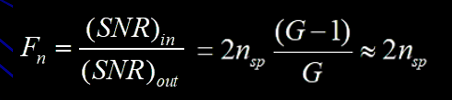 F_n = (SNR)_in / (SNR)_out = 2n_sp (G−1) / G ≈ 2n_sp